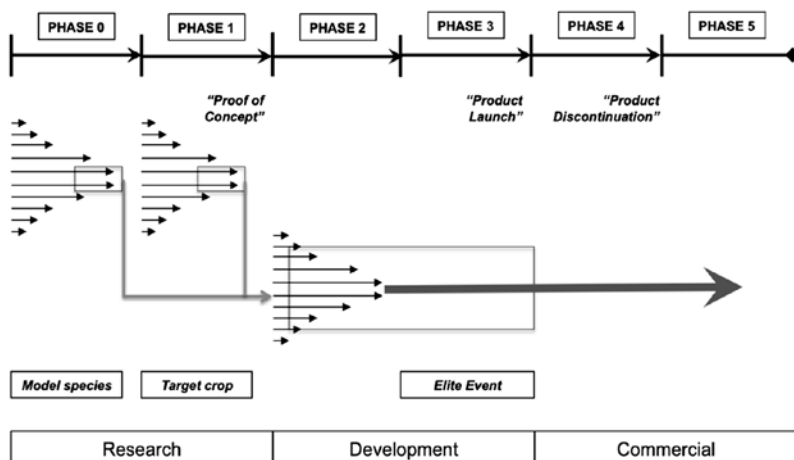 PHASE 0 PHASE 1 PHASE 2 PHASE 3 PHASE 4 PHASE 5
“Proof of Concept” “Product Launch” “Product Discontinuation”
Model species Target crop Elite Event
Research Development Commercial